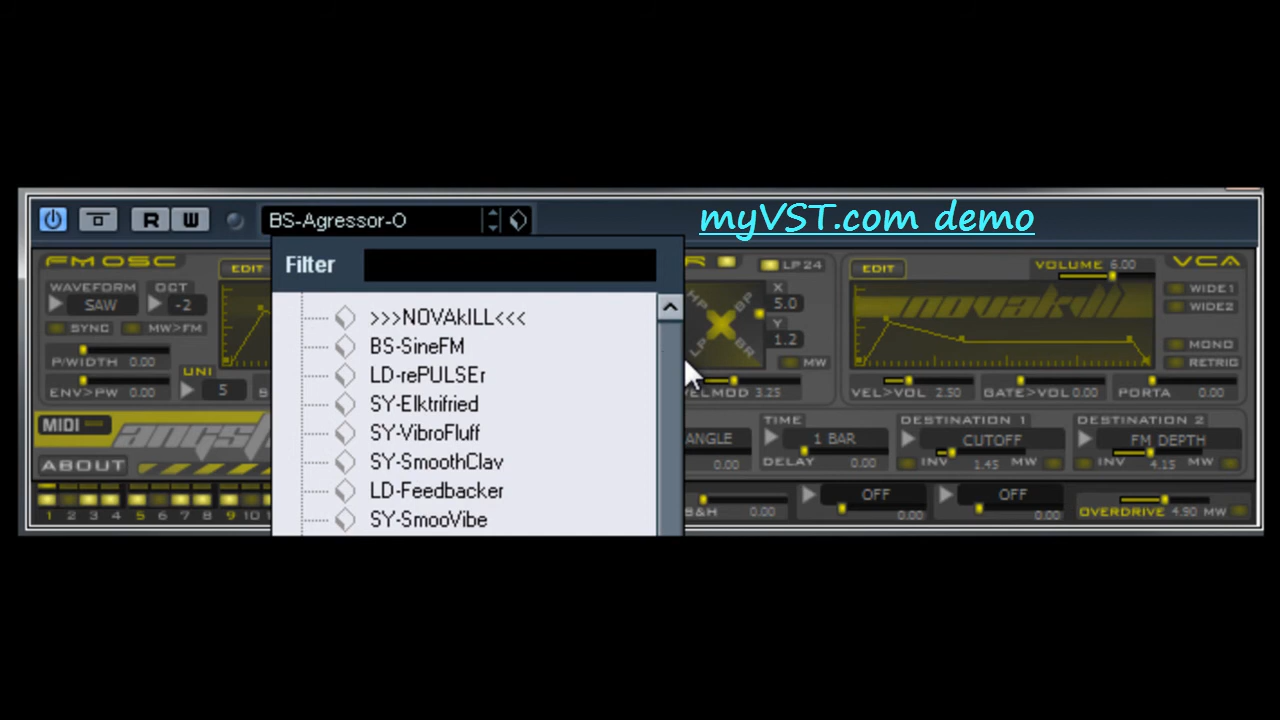 R W BS-Agressor-O myVST.com demo
Filter
>>>NOVAkILL<<<
BS-SineFM
LD-rePULSEr
SY-Elktrifried
SY-VibroFluff
SY-SmoothClav
LD-Feedbacker
SY-SmooVibe
FM OSC
EDIT
WAVEFORM OCT
SAW -2
SYNC MW>FM
P/WIDTH 0.00
UNI
ENV>PW 0.00 5
MIDI
ABOUT
1 2 3 4 5 6 7 8 9 10
R LP24
HP BP X
5.0
Y
1.2
LP BR
MW
VELMOD 3.25
EDIT VOLUME 6.00 VCA
novakill
WIDE1
WIDE2
MONO
RETRIG
VEL>VOL 2.50 GATE>VOL 0.00 PORTA 0.00
TIME DESTINATION 1 DESTINATION 2
ANGLE 1 BAR CUTOFF FM DEPTH
0.00 DELAY 0.00 INV 1.45 MW INV 4.15 MW
OFF OFF
S&H 0.00 0.00 0.00 OVERDRIVE 4.90 MW